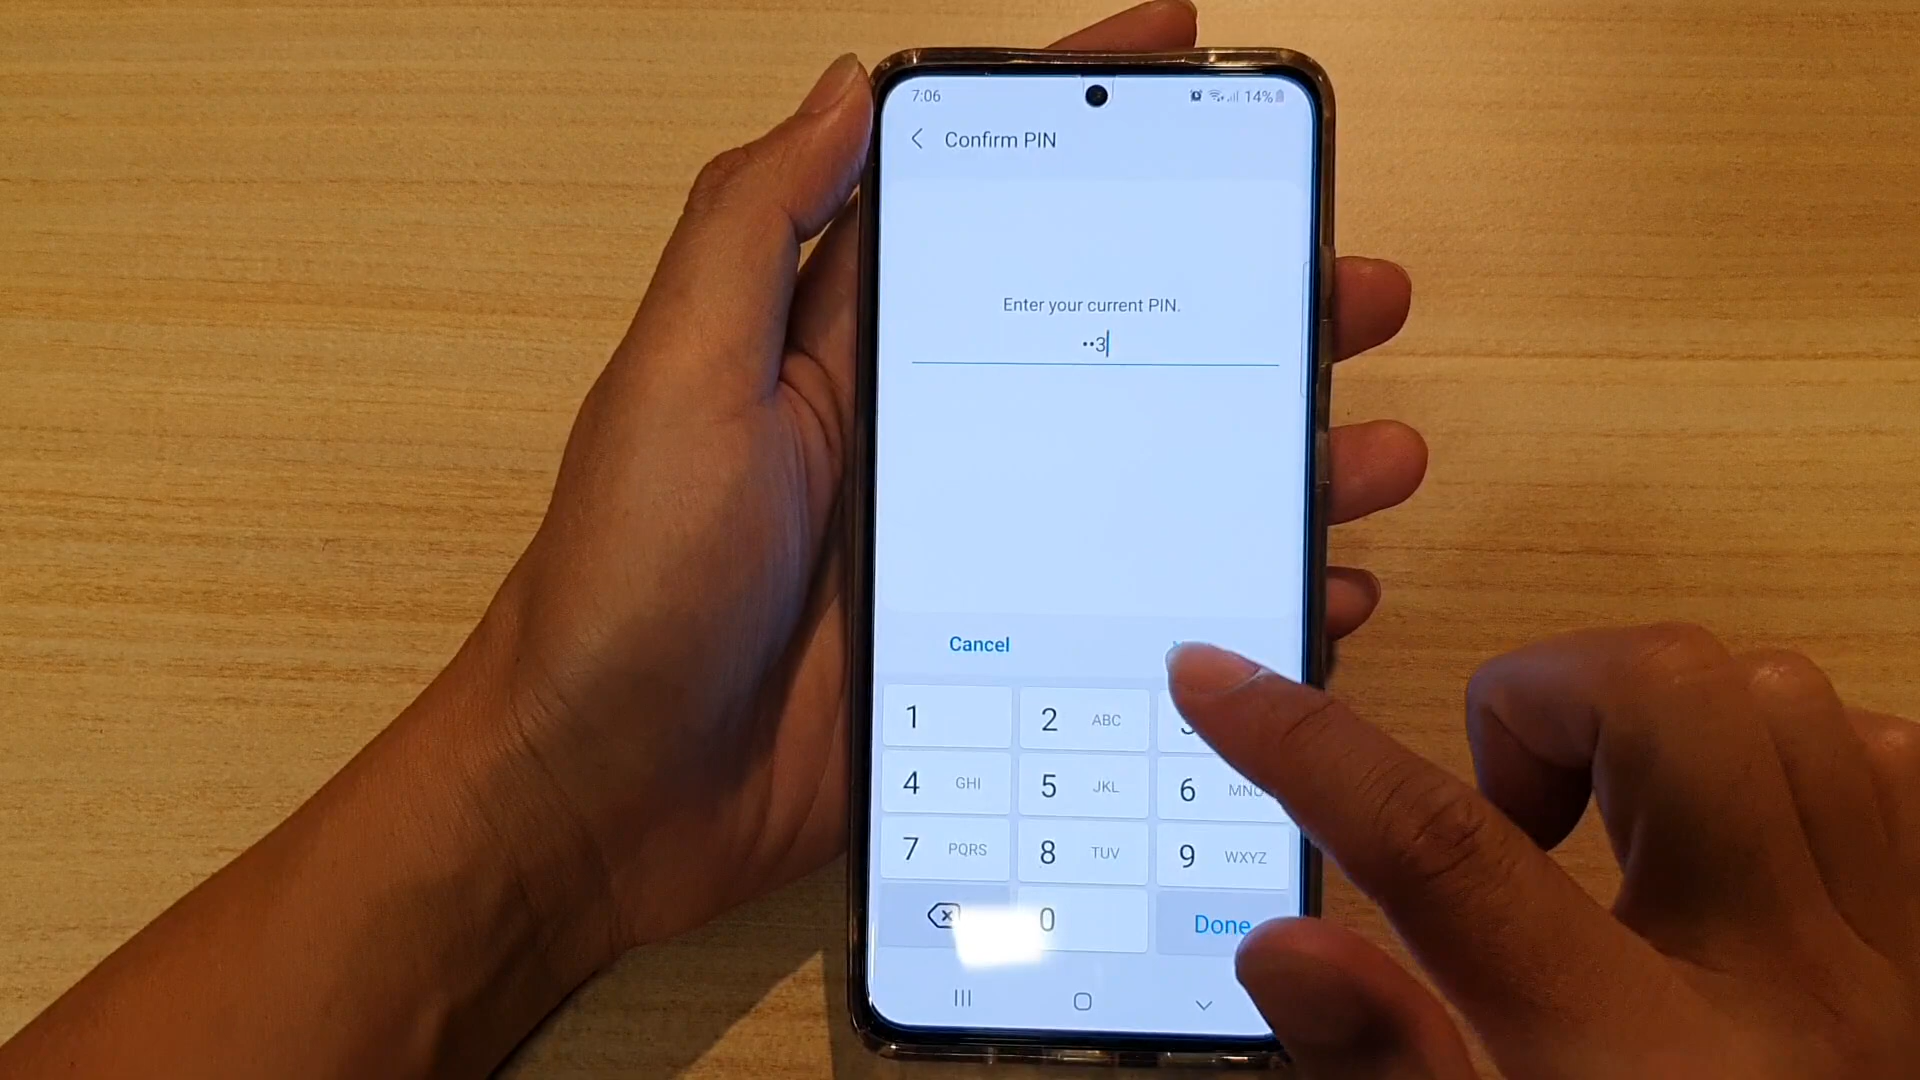 7:06 14%
Confirm PIN
Enter your current PIN.
••3
Cancel
1 2 ABC
4 GHI 5 JKL 6 MNO
7 PQRS 8 TUV 9 WXYZ
0 Done